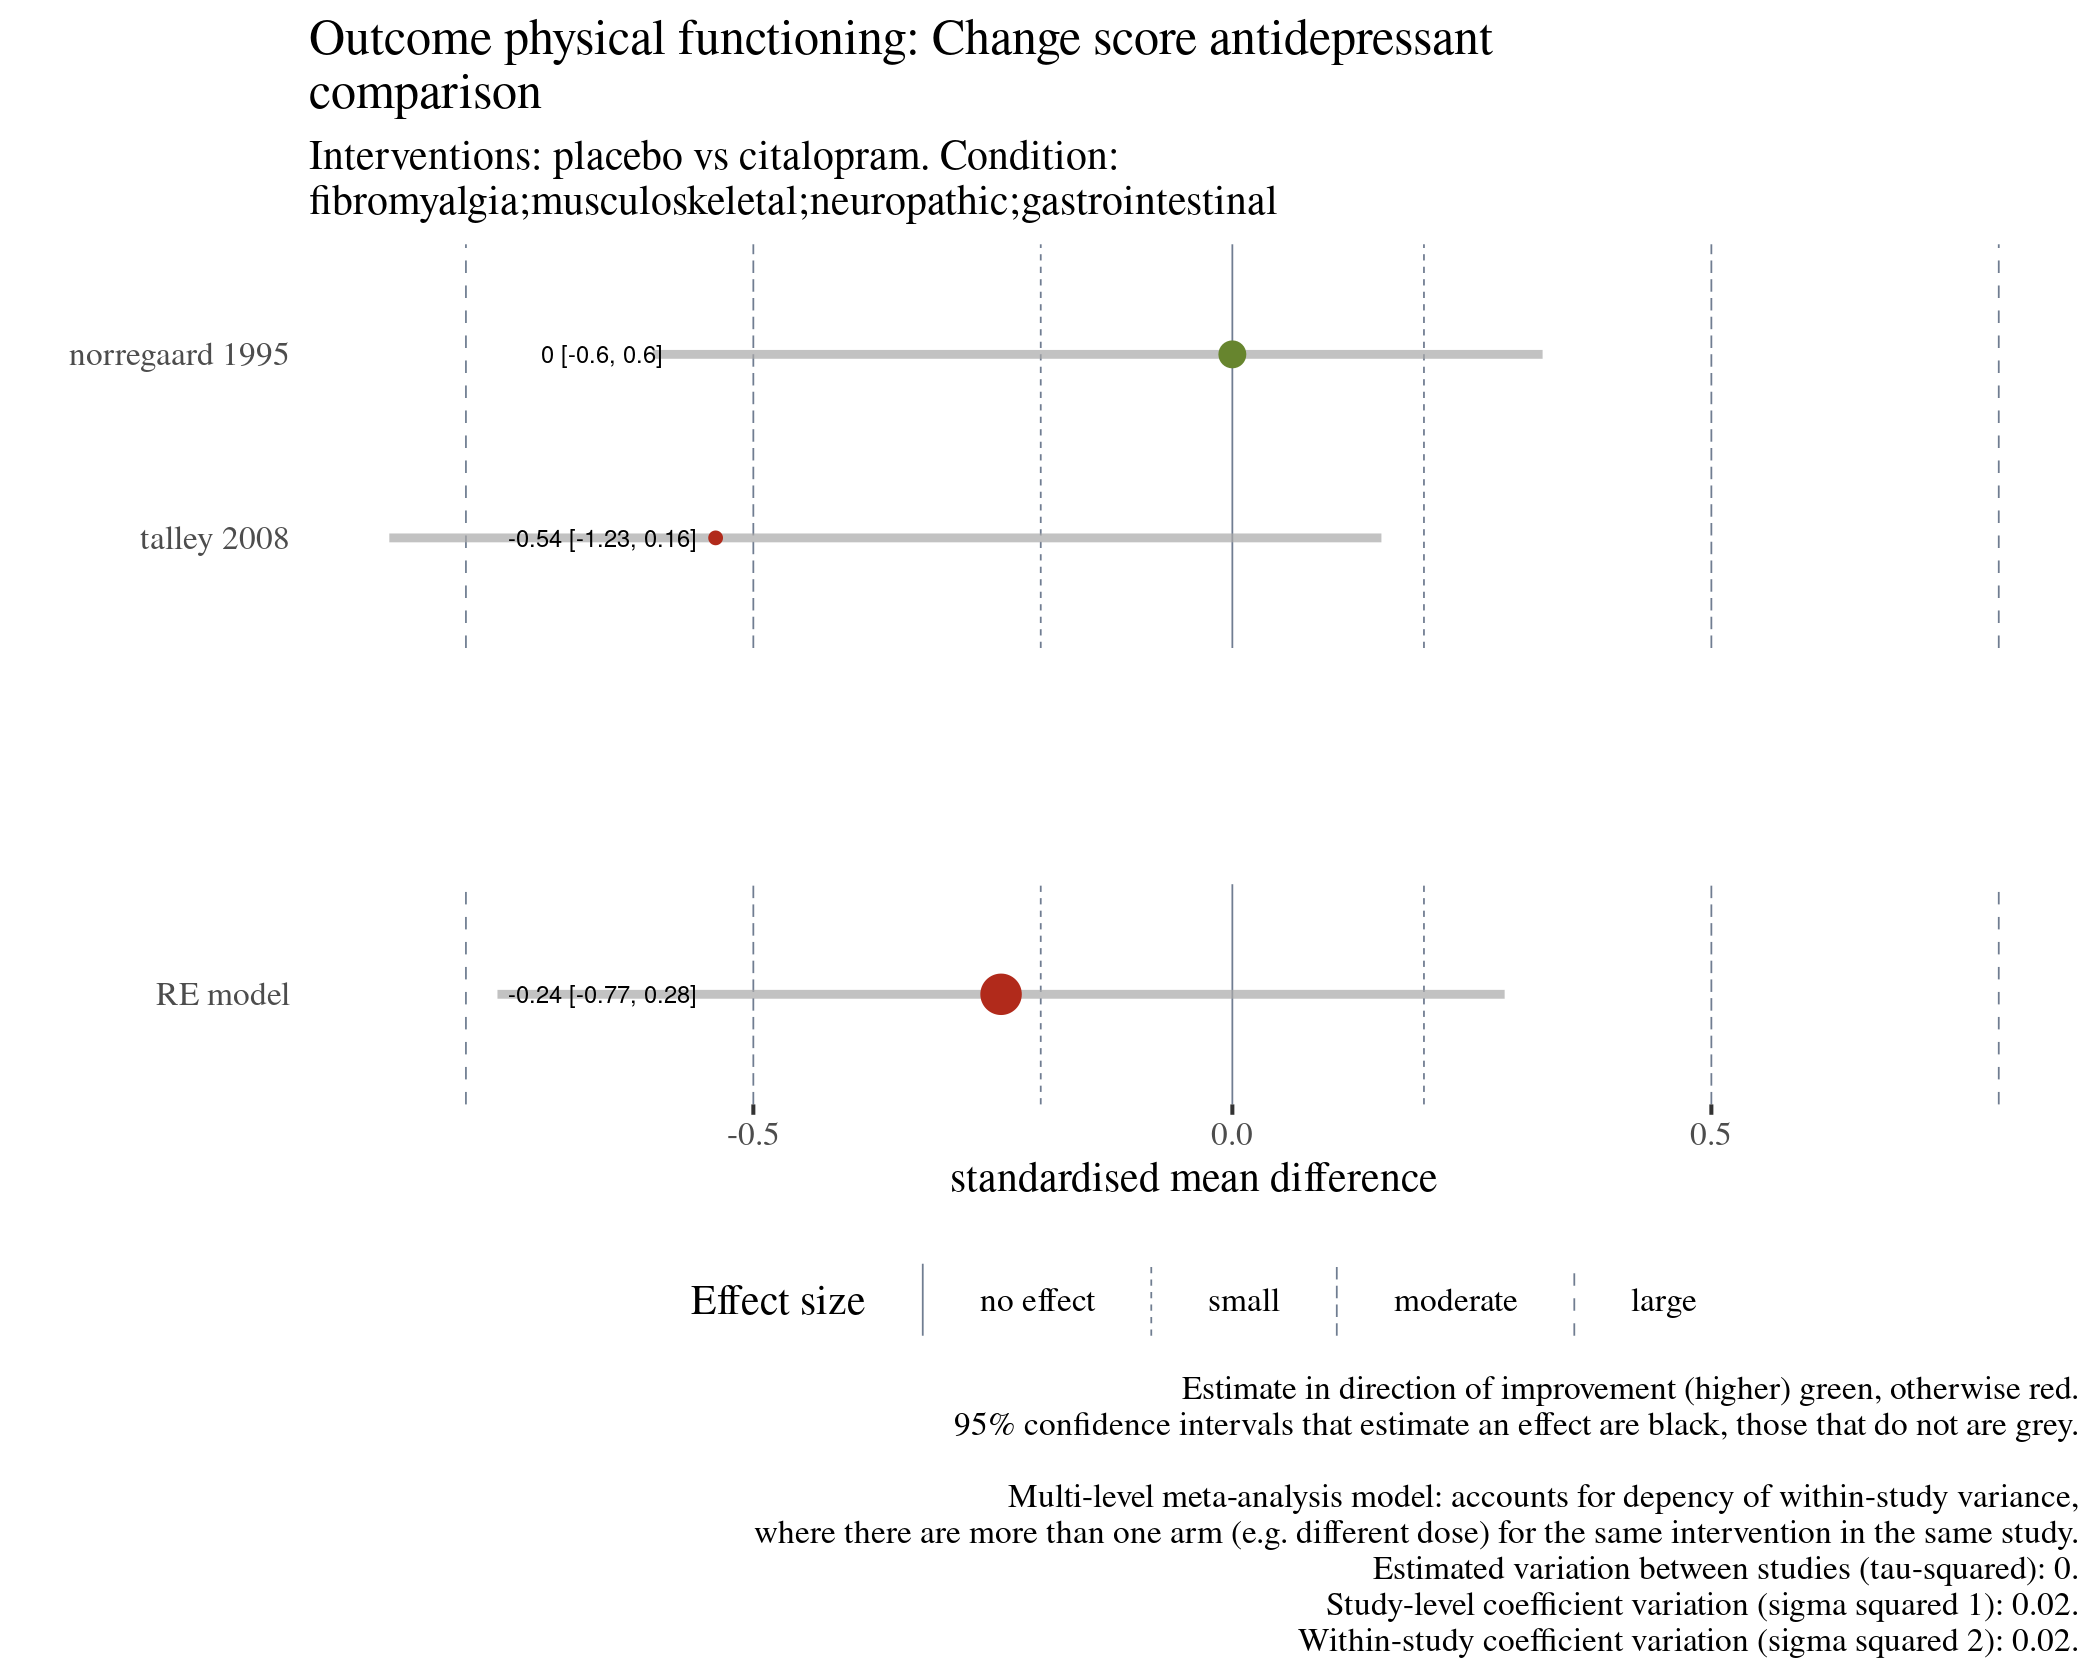 Outcome physical functioning: Change score antidepressant
comparison
Interventions: placebo vs citalopram. Condition:
fibromyalgia;musculoskeletal;neuropathic;gastrointestinal
norregaard 1995
0 [-0.6, 0.6]
talley 2008
-0.54 [-1.23, 0.16]
RE model
-0.24 [-0.77, 0.28]
-0.5 0.0 0.5
standardised mean difference
Effect size no effect small moderate large
Estimate in direction of improvement (higher) green, otherwise red.
95% confidence intervals that estimate an effect are black, those that do not are grey.
Multi-level meta-analysis model: accounts for depency of within-study variance,
where there are more than one arm (e.g. different dose) for the same intervention in the same study.
Estimated variation between studies (tau-squared): 0.
Study-level coefficient variation (sigma squared 1): 0.02.
Within-study coefficient variation (sigma squared 2): 0.02.